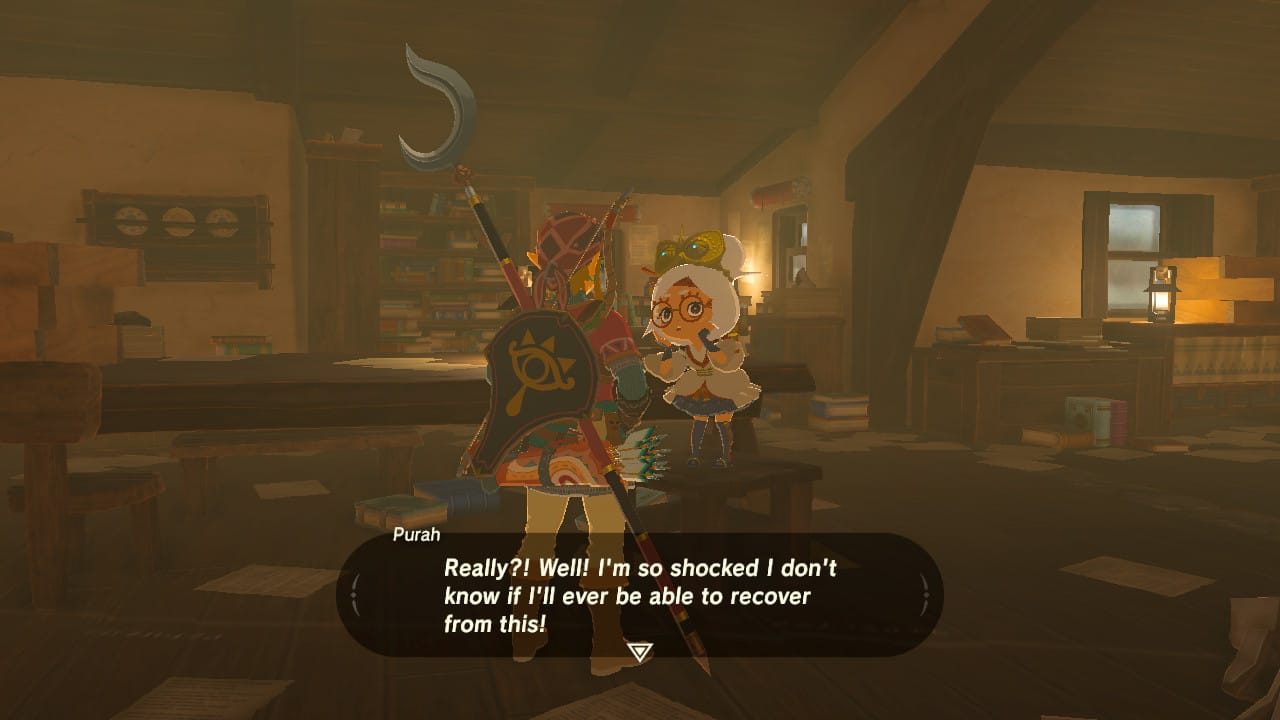 Purah
Really?! Well! I'm so shocked I don't
know if I'll ever be able to recover
from this!